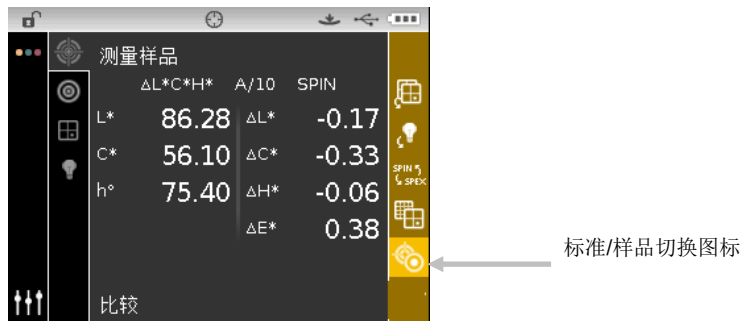 测量样品
ΔL*C*H* A/10 SPIN
L* 86.28 ΔL* -0.17
C* 56.10 ΔC* -0.33
SPIN
SPEX
h° 75.40 ΔH* -0.06
ΔE* 0.38
标准/样品切换图标
比较